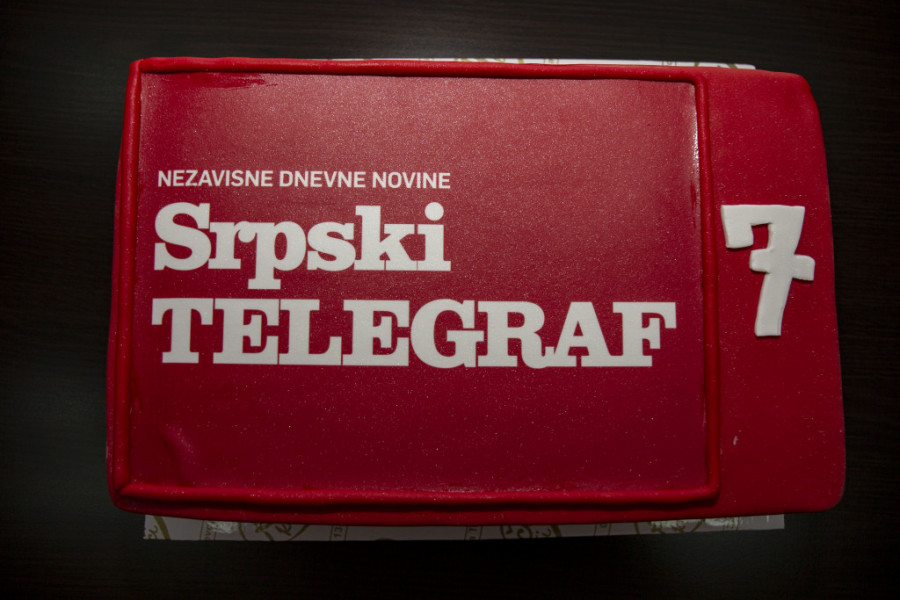 NEZAVISNE DNEVNE NOVINE
Srpski
TELEGRAF
7